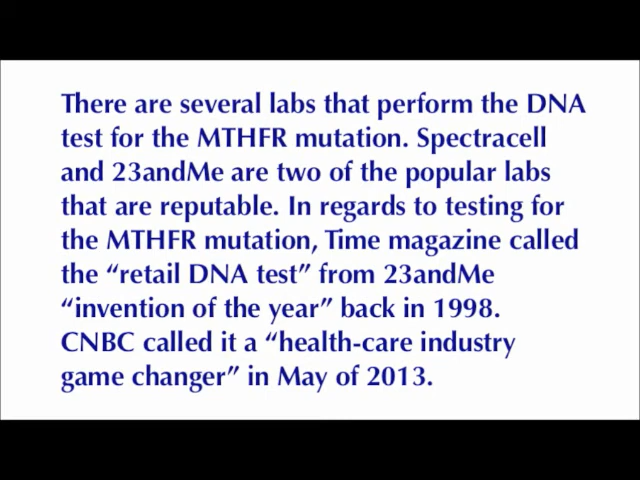 There are several labs that perform the DNA
test for the MTHFR mutation. Spectracell
and 23andMe are two of the popular labs
that are reputable. In regards to testing for
the MTHFR mutation, Time magazine called
the “retail DNA test” from 23andMe
“invention of the year” back in 1998.
CNBC called it a “health-care industry
game changer” in May of 2013.